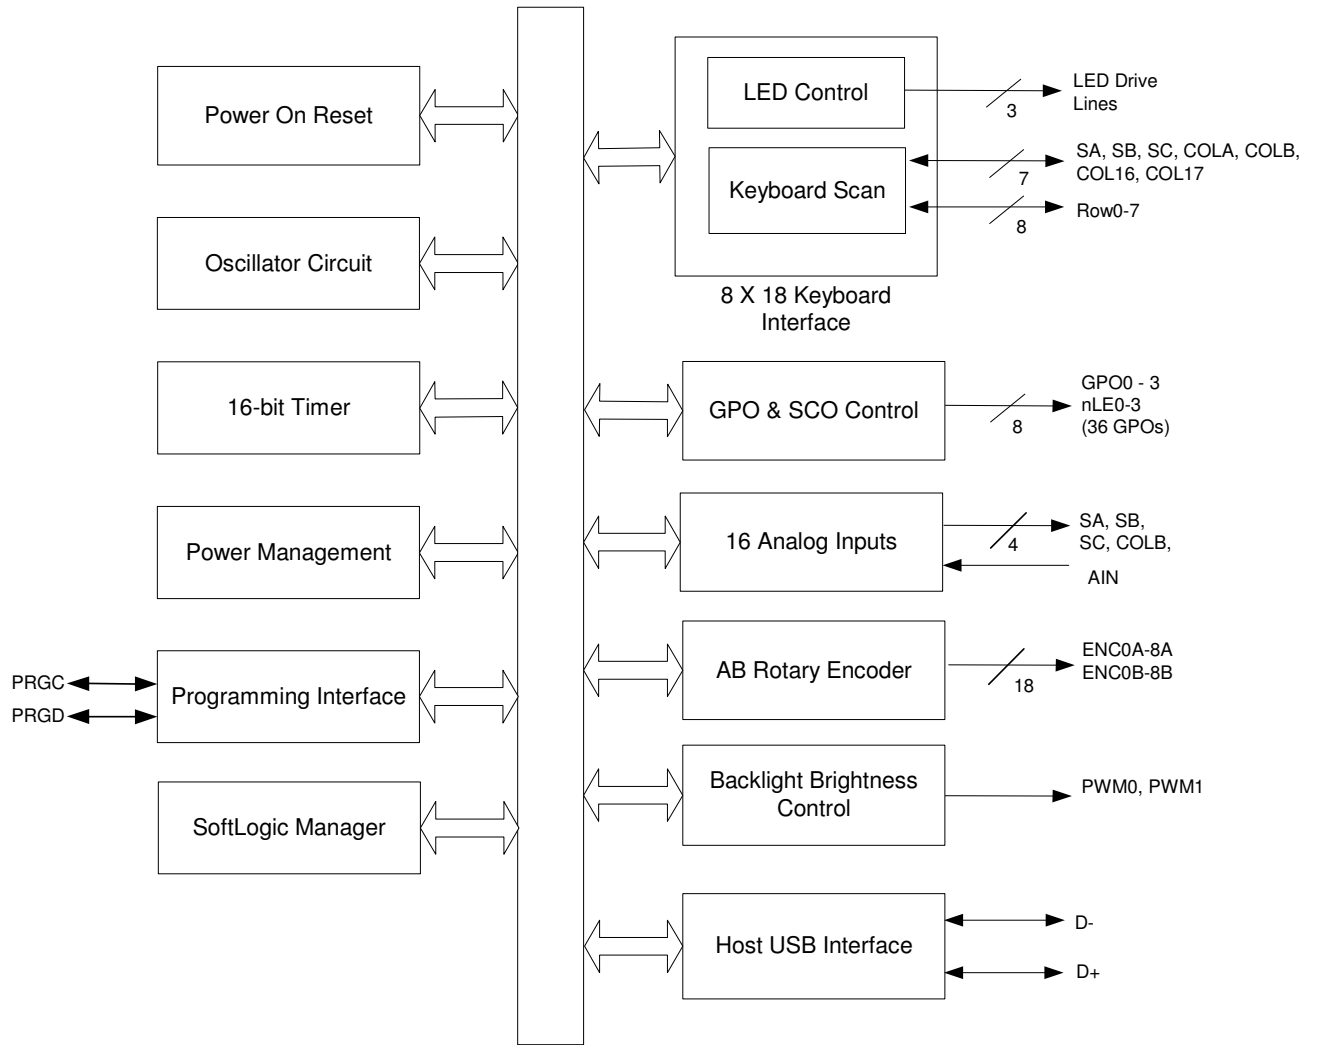 Power On Reset
Oscillator Circuit
16-bit Timer
Power Management
PRGC
PRGD
Programming Interface
SoftLogic Manager
LED Control
3
LED Drive
Lines
Keyboard Scan
7
SA, SB, SC, COLA, COLB,
COL16, COL17
8
Row0-7
8 X 18 Keyboard
Interface
GPO & SCO Control
8
GPO0 - 3
nLE0-3
(36 GPOs)
16 Analog Inputs
4
SA, SB,
SC, COLB,
AIN
AB Rotary Encoder
18
ENC0A-8A
ENC0B-8B
Backlight Brightness
Control
PWM0, PWM1
Host USB Interface
D-
D+